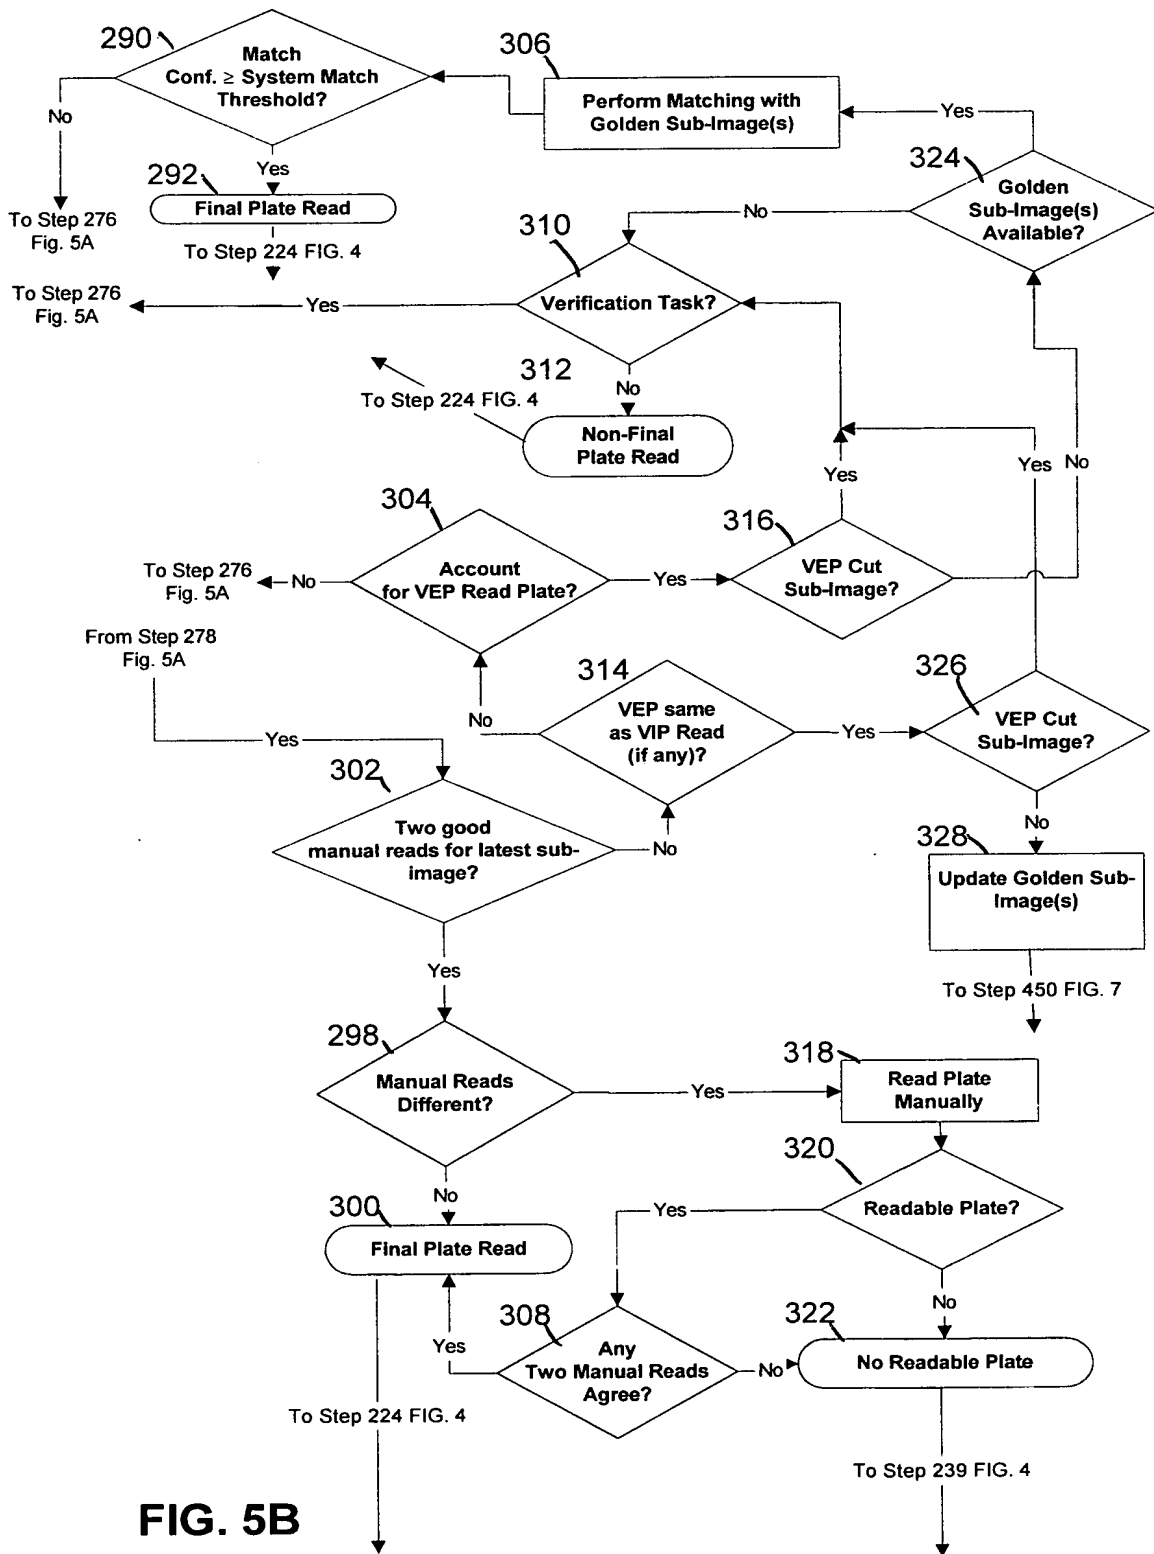 290
Match
Conf. ≥ System Match
Threshold?
306
Perform Matching with
Golden Sub-Image(s)
Yes
324
Golden
Sub-Image(s)
Available?
No
Yes
292
Final Plate Read
To Step 276
Fig. 5A
To Step 224 FIG. 4
No
310
Verification Task?
To Step 276
Fig. 5A
Yes
312
No
To Step 224 FIG. 4
Non-Final
Plate Read
Yes
Yes
No
304
Account
for VEP Read Plate?
To Step 276
Fig. 5A
No
Yes
316
VEP Cut
Sub-Image?
From Step 278
Fig. 5A
Yes
No
314
VEP same
as VIP Read
(if any)?
Yes
326
VEP Cut
Sub-Image?
302
Two good
manual reads for latest sub-
image?
No
No
328
Update Golden Sub-
Image(s)
To Step 450 FIG. 7
Yes
298
Manual Reads
Different?
Yes
318
Read Plate
Manually
320
Readable Plate?
Yes
No
No
300
Final Plate Read
Yes
308
Any
Two Manual Reads
Agree?
No
322
No Readable Plate
To Step 224 FIG. 4
To Step 239 FIG. 4
FIG. 5B